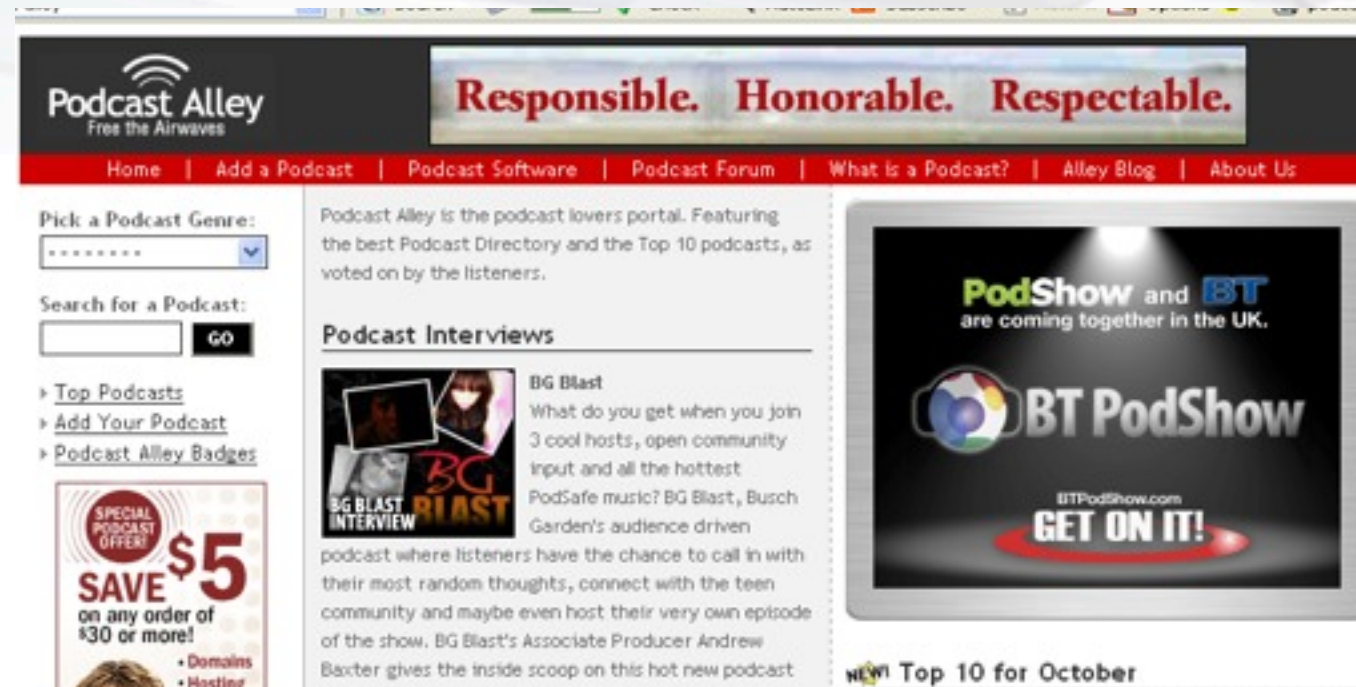 Podcast Alley
Free the Airwaves
Responsible. Honorable. Respectable.
Home | Add a Podcast | Podcast Software | Podcast Forum | What is a Podcast? | Alley Blog | About Us
Pick a Podcast Genre:
Search for a Podcast:
GO
Top Podcasts
Add Your Podcast
Podcast Alley Badges
SPECIAL
PODCAST
OFFER!
SAVE $5
on any order of
$30 or more!
• Domains
• Hosting
Podcast Alley is the podcast lovers portal. Featuring
the best Podcast Directory and the Top 10 podcasts, as
voted on by the listeners.
Podcast Interviews
BG BLAST
INTERVIEW
BG
BLAST
BG Blast
What do you get when you join
3 cool hosts, open community
input and all the hottest
PodSafe music? BG Blast, Busch
Garden's audience driven
podcast where listeners have the chance to call in with
their most random thoughts, connect with the teen
community and maybe even host their very own episode
of the show. BG Blast's Associate Producer Andrew
Baxter gives the inside scoop on this hot new podcast
PodShow and BT
are coming together in the UK.
BT PodShow
BTPodShow.com
GET ON IT!
NEW! Top 10 for October